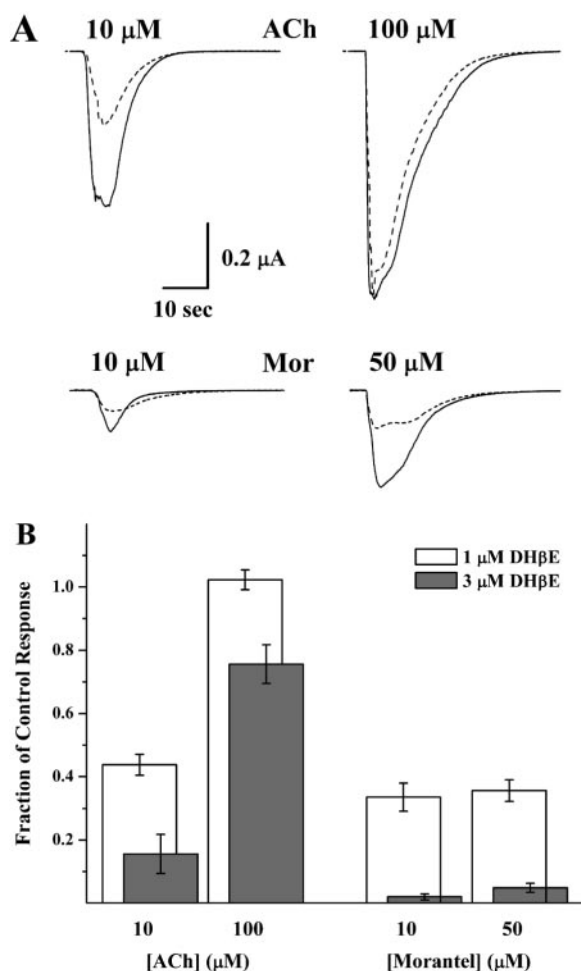 A
10 μM
ACh
100 μM
0.2 μA
10 sec
10 μM
Mor
50 μM
B
1 μM DHβE
3 μM DHβE
Fraction of Control Response
1.0
0.8
0.6
0.4
0.2
10
100
10
50
[ACh] (μM)
[Morantel] (μM)